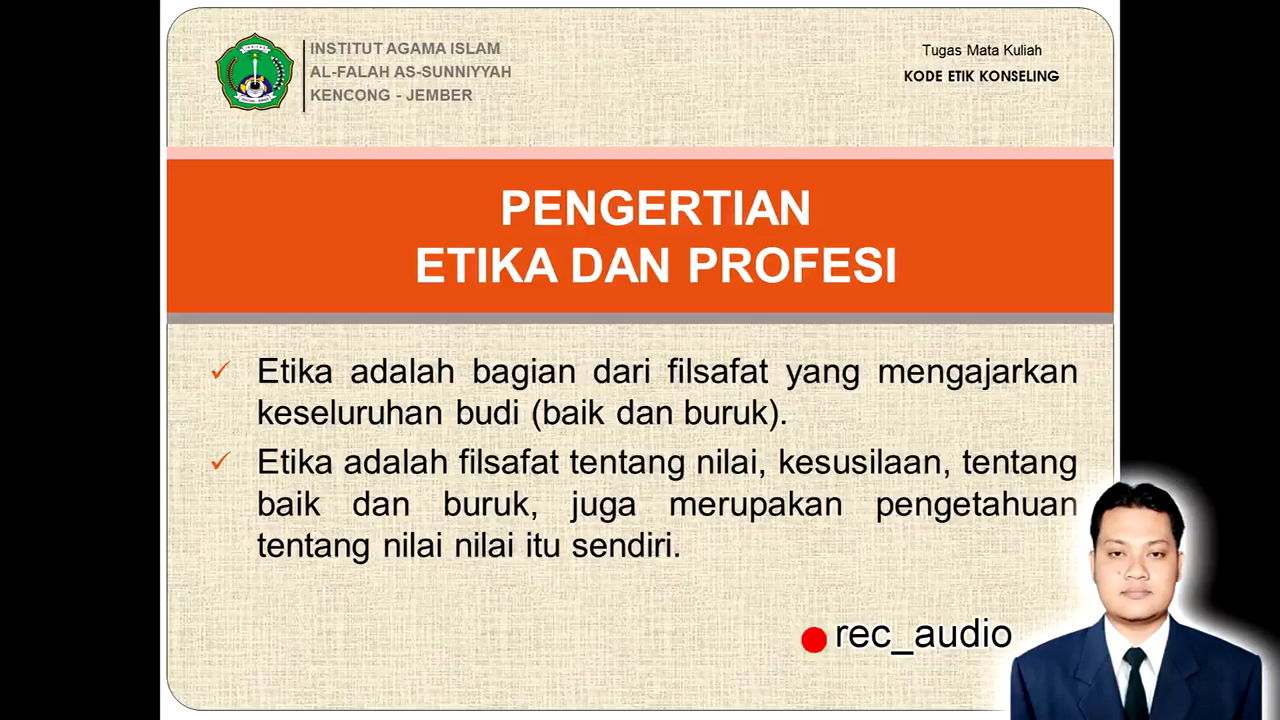 INSTITUT AGAMA ISLAM
AL-FALAH AS-SUNNIYYAH
KENCONG - JEMBER
Tugas Mata Kuliah
KODE ETIK KONSELING
PENGERTIAN
ETIKA DAN PROFESI
Etika adalah bagian dari filsafat yang mengajarkan
keseluruhan budi (baik dan buruk).
Etika adalah filsafat tentang nilai, kesusilaan, tentang
baik dan buruk, juga merupakan pengetahuan
tentang nilai nilai itu sendiri.
rec_audio